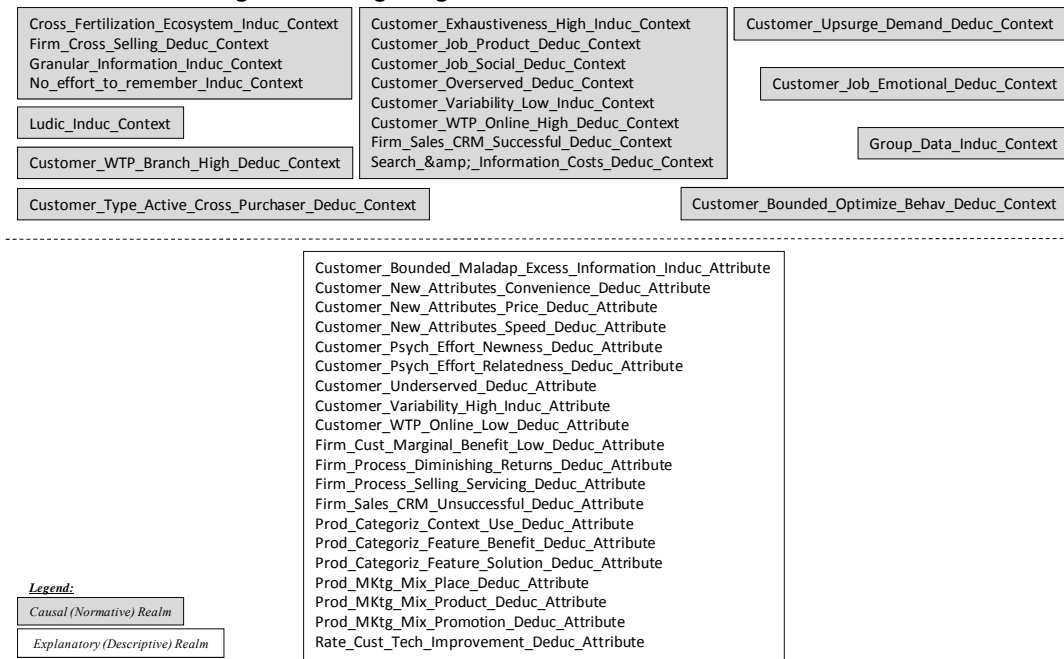 Cross_Fertilization_Ecosystem_Induc_Context
Firm_Cross_Selling_Deduc_Context
Granular_Information_Induc_Context
No_effort_to_remember_Induc_Context
Ludic_Induc_Context
Customer_WTP_Branch_High_Deduc_Context
Customer_Type_Active_Cross_Purchaser_Deduc_Context
Customer_Exhaustiveness_High_Induc_Context
Customer_Job_Product_Deduc_Context
Customer_Job_Social_Deduc_Context
Customer_Overserved_Deduc_Context
Customer_Variability_Low_Induc_Context
Customer_WTP_Online_High_Deduc_Context
Firm_Sales_CRM_Successful_Deduc_Context
Search_&amp;_Information_Costs_Deduc_Context
Customer_Upsurge_Demand_Deduc_Context
Customer_Job_Emotional_Deduc_Context
Group_Data_Induc_Context
Customer_Bounded_Optimize_Behav_Deduc_Context
Customer_Bounded_Maladap_Excess_Information_Induc_Attribute
Customer_New_Attributes_Convenience_Deduc_Attribute
Customer_New_Attributes_Price_Deduc_Attribute
Customer_New_Attributes_Speed_Deduc_Attribute
Customer_Psych_Effort_Newness_Deduc_Attribute
Customer_Psych_Effort_Relatedness_Deduc_Attribute
Customer_Underserved_Deduc_Attribute
Customer_Variability_High_Induc_Attribute
Customer_WTP_Online_Low_Deduc_Attribute
Firm_Cust_Marginal_Benefit_Low_Deduc_Attribute
Firm_Process_Diminishing_Returns_Deduc_Attribute
Firm_Process_Selling_Servicing_Deduc_Attribute
Firm_Sales_CRM_Unsuccessful_Deduc_Attribute
Prod_Categoriz_Context_Use_Deduc_Attribute
Prod_Categoriz_Feature_Benefit_Deduc_Attribute
Prod_Categoriz_Feature_Solution_Deduc_Attribute
Prod_MKtg_Mix_Place_Deduc_Attribute
Prod_MKtg_Mix_Product_Deduc_Attribute
Prod_MKtg_Mix_Promotion_Deduc_Attribute
Rate_Cust_Tech_Improvement_Deduc_Attribute
Legend:
Causal (Normative) Realm
Explanatory (Descriptive) Realm